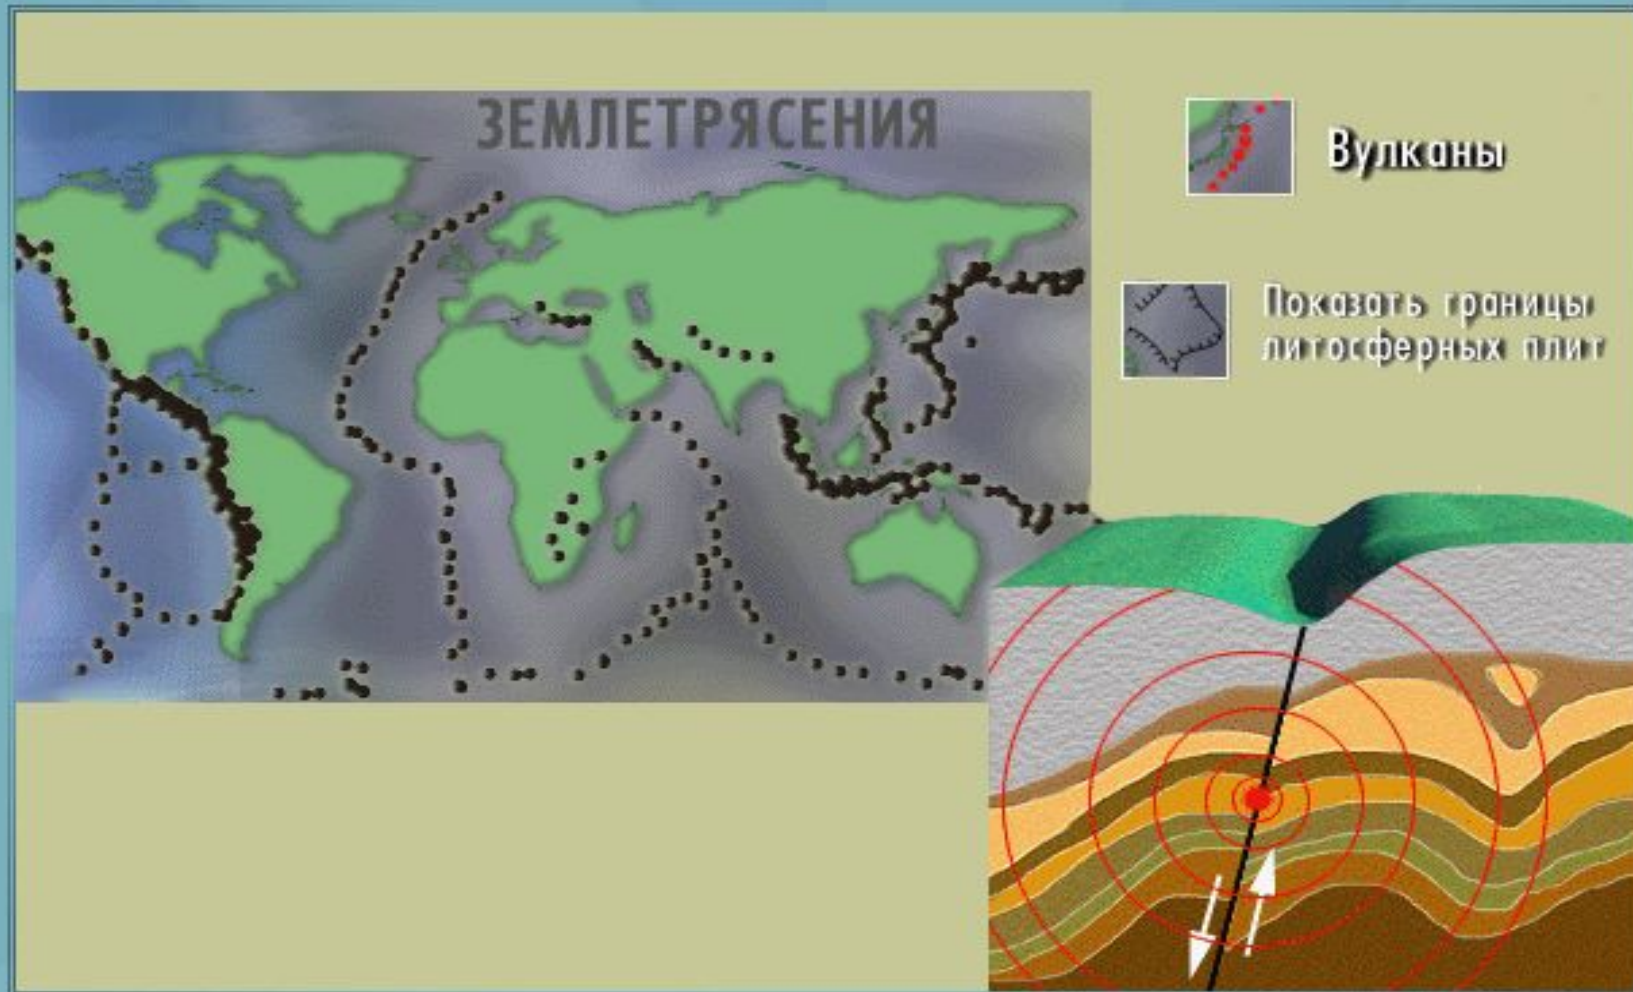 ЗЕМЛЕТРЯСЕНИЯ
Вулканы
Показать границы
литосферных плит